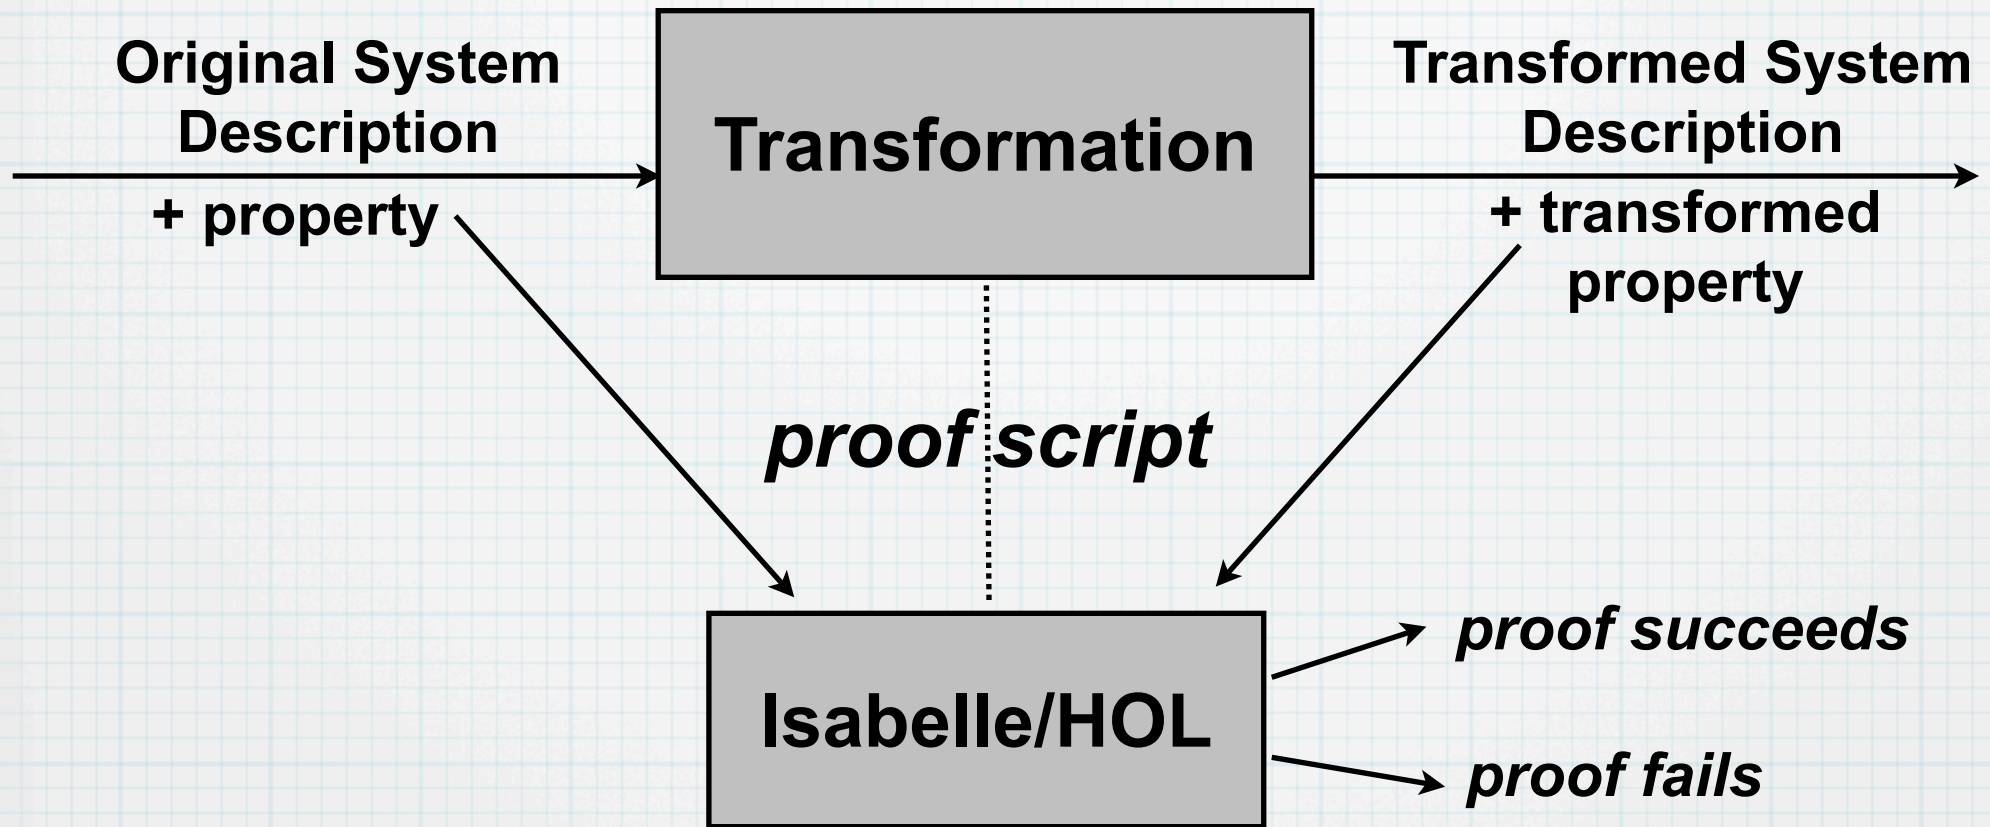 Original System
Description
+ property
Transformation
Transformed System
Description
+ transformed
property
proof script
Isabelle/HOL
proof succeeds
proof fails